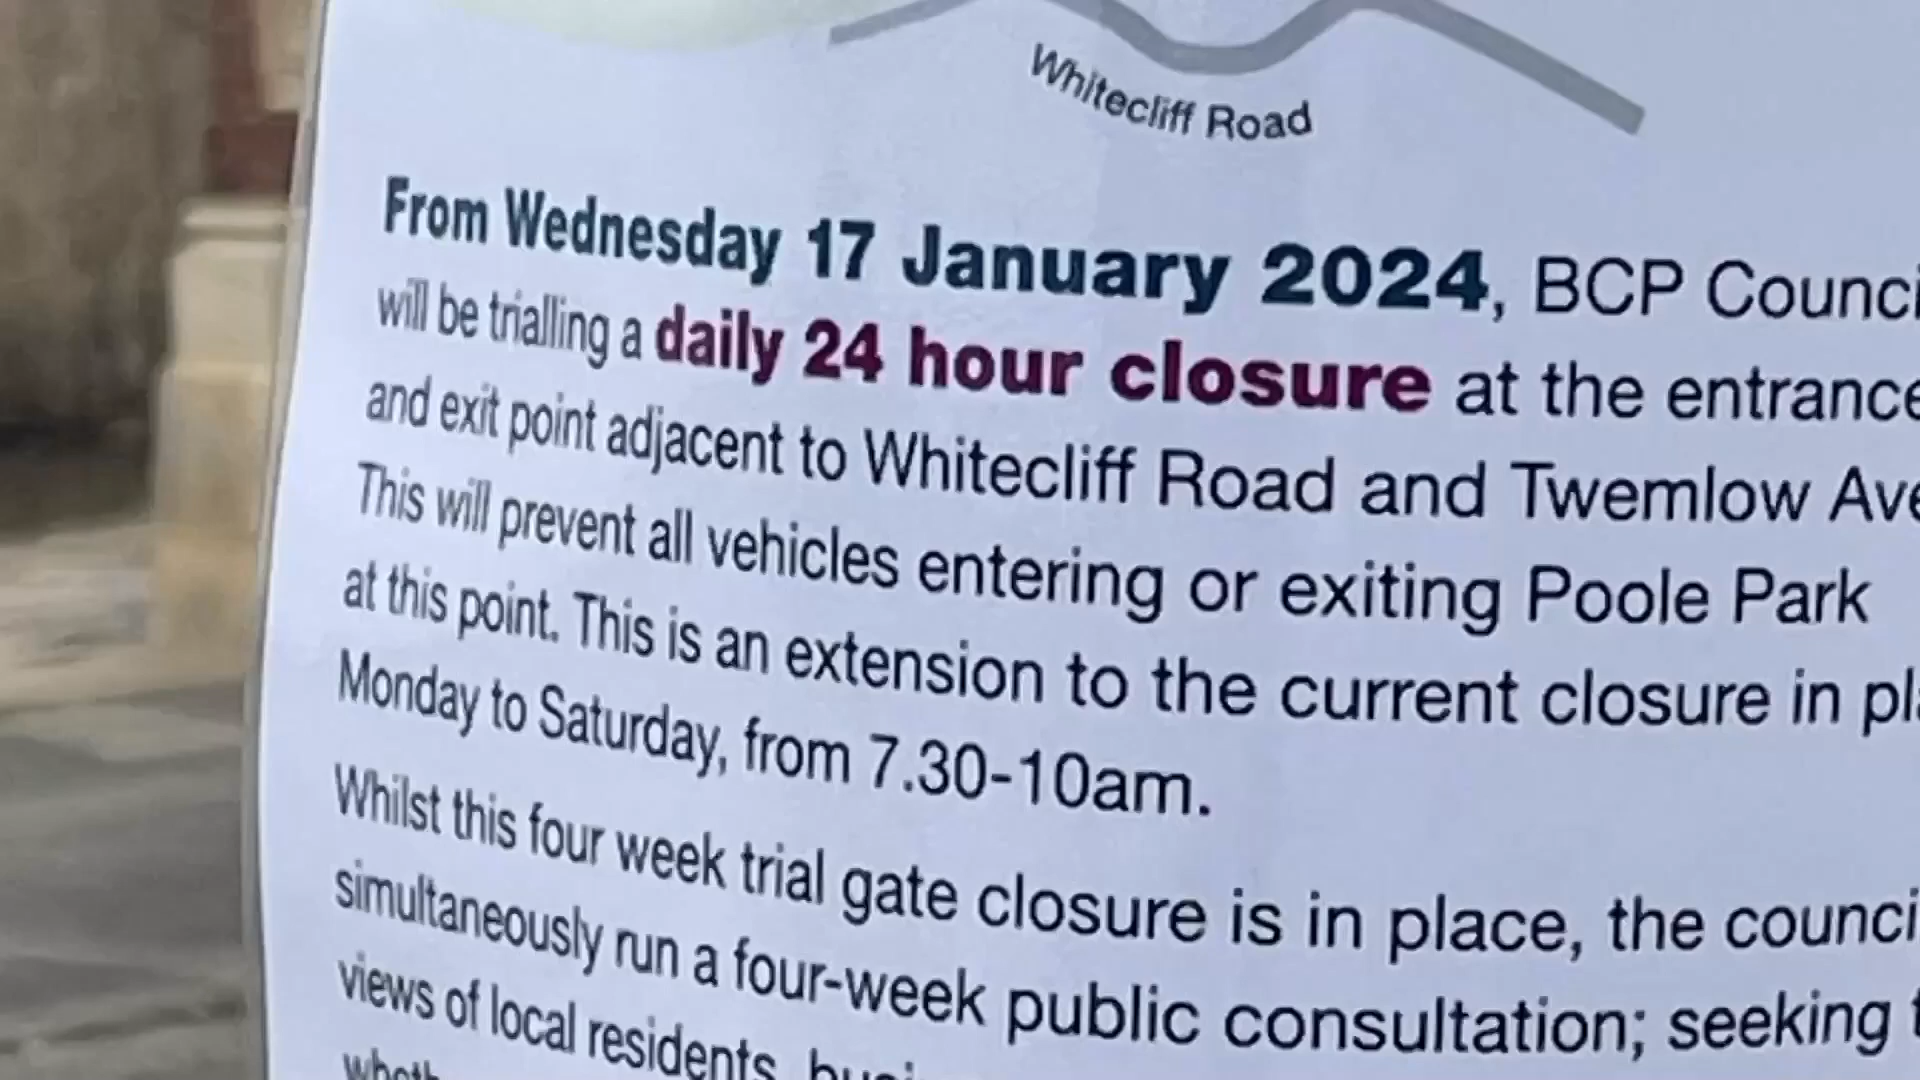 Whitecliff Road
From Wednesday 17 January 2024, BCP Counci
will be trialling a daily 24 hour closure at the entrance
and exit point adjacent to Whitecliff Road and Twemlow Ave
This will prevent all vehicles entering or exiting Poole Park
at this point. This is an extension to the current closure in pla
Monday to Saturday, from 7.30-10am.
Whilst this four week trial gate closure is in place, the counci
simultaneously run a four-week public consultation; seeking t
views of local residents, busi
wheth